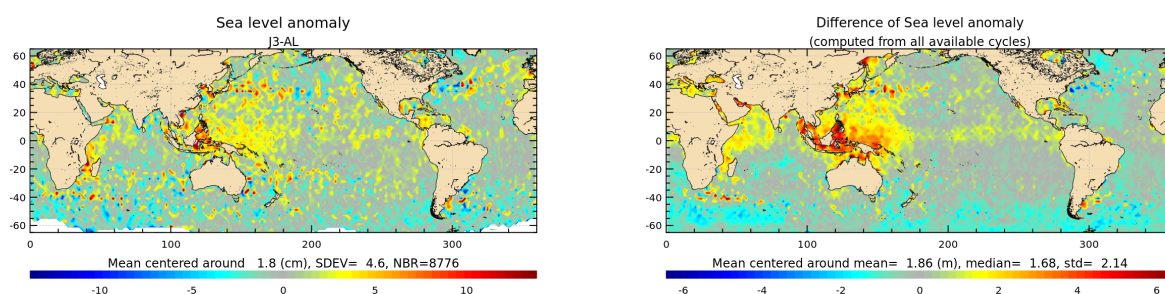 Sea level anomaly
J3-AL
60
40
20
0
-20
-40
-60
0 100 200 300
Mean centered around 1.8 (cm), SDEV= 4.6, NBR=8776
-10 -5 0 5 10
Difference of Sea level anomaly
(computed from all available cycles)
60
40
20
0
-20
-40
-60
0 100 200 300
Mean centered around mean= 1.86 (m), median= 1.68, std= 2.14
-6 -4 -2 0 2 4 6